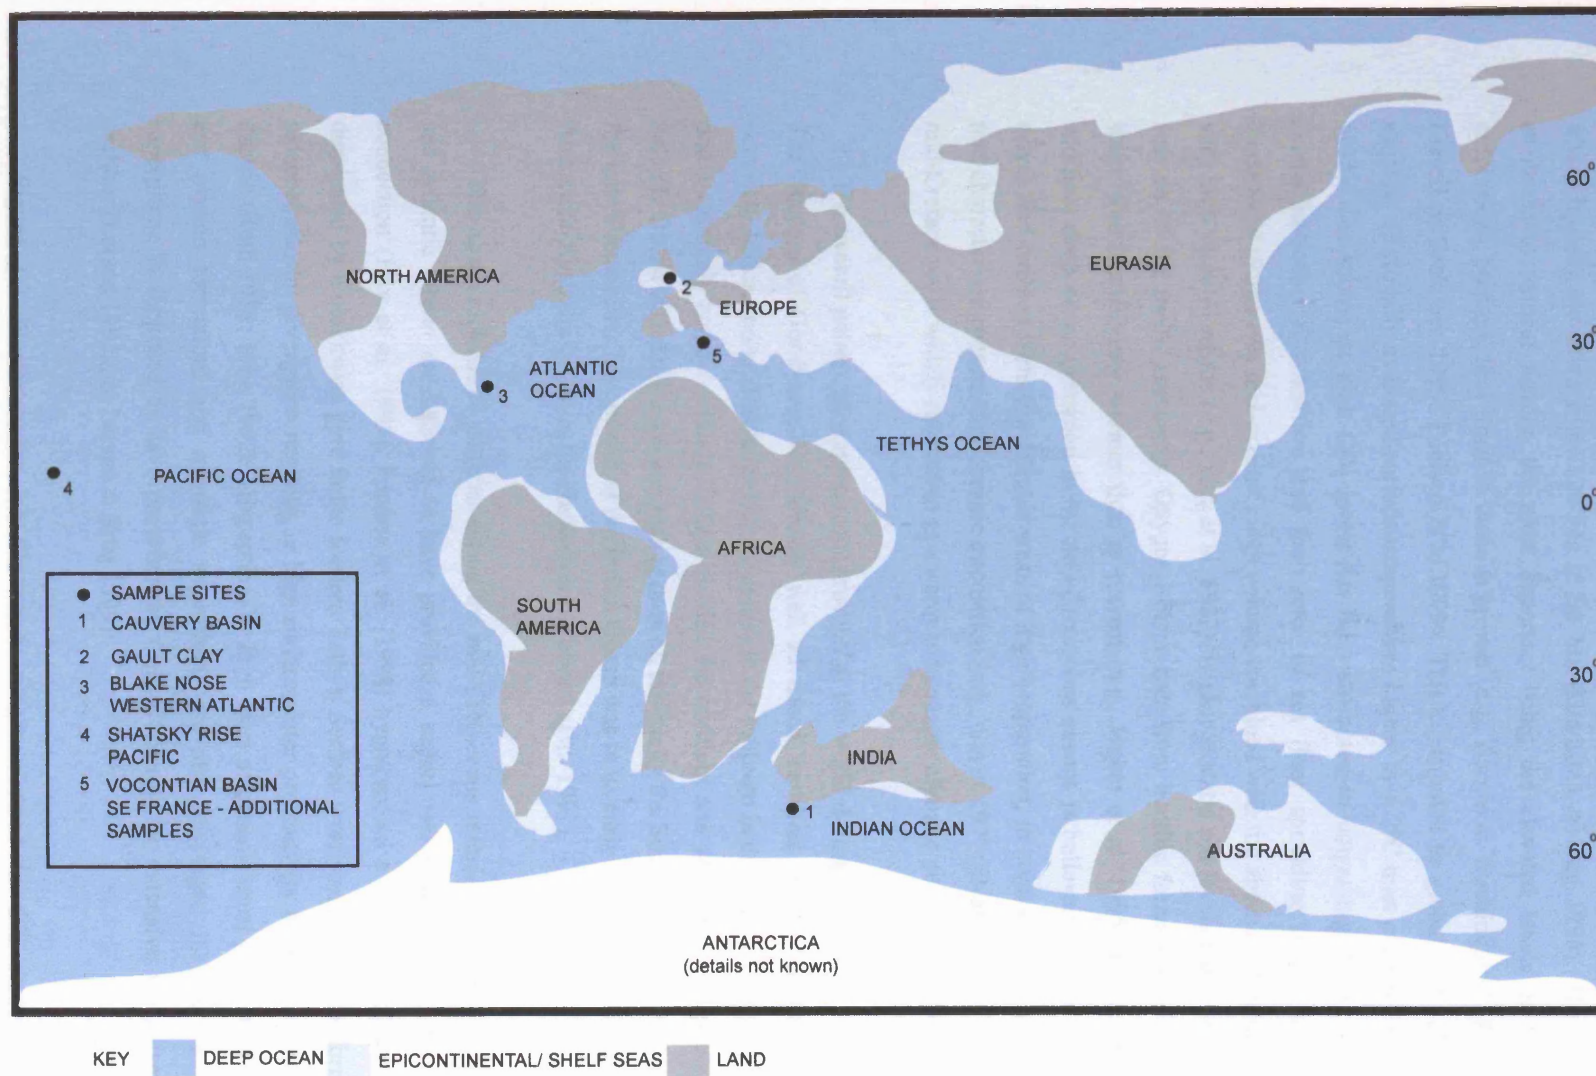 60°
EURASIA
NORTH AMERICA
2
EUROPE
30°
5
ATLANTIC
OCEAN
3
TETHYS OCEAN
PACIFIC OCEAN
4
0°
AFRICA
SAMPLE SITES
1 CAUVERY BASIN
2 GAULT CLAY
3 BLAKE NOSE
WESTERN ATLANTIC
4 SHATSKY RISE
PACIFIC
5 VOCONTIAN BASIN
SE FRANCE - ADDITIONAL
SAMPLES
SOUTH
AMERICA
30°
INDIA
1
INDIAN OCEAN
AUSTRALIA
60°
ANTARCTICA
(details not known)
KEY DEEP OCEAN EPICONTINENTAL/ SHELF SEAS LAND